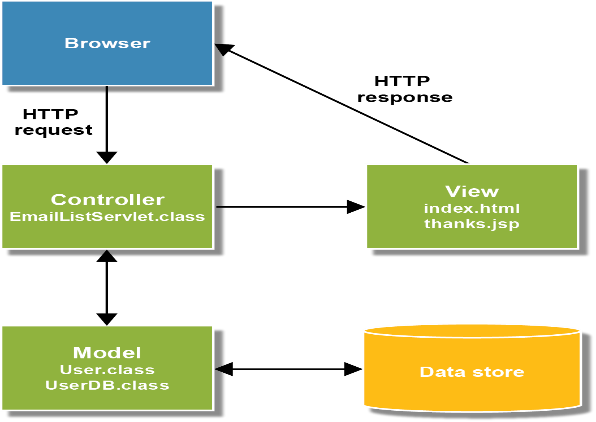 Browser
HTTP
response
HTTP
request
Controller
EmailListServlet.class
View
index.html
thanks.jsp
Model
User.class
UserDB.class
Data store